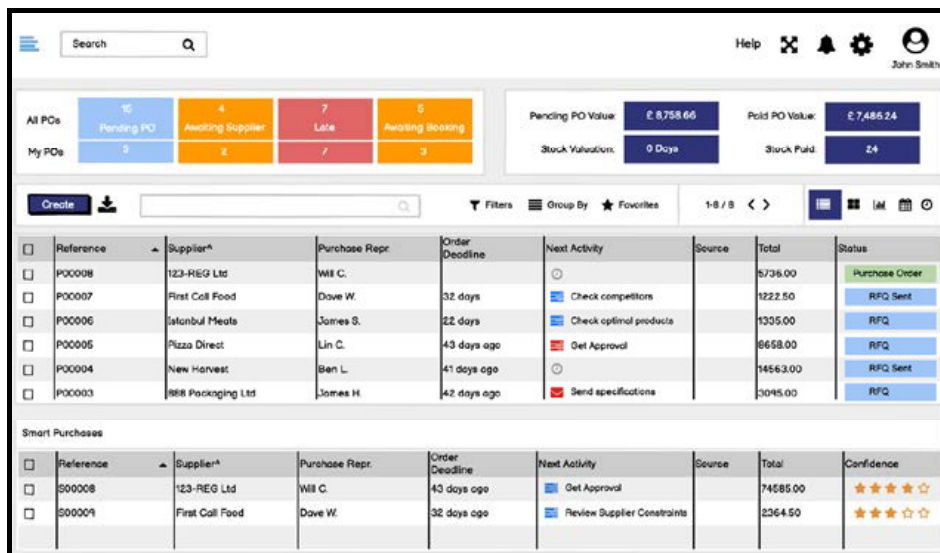 Search
Help
John Smith
All POs
15
Pending PO
4
Awaiting Supplier
7
Late
5
Awaiting Booking
My POs
3
2
7
3
Pending PO Value: £ 8,758.66 Paid PO Value: £ 7,486.24
Stock Valuation: 0 Days Stock Paid: 24
Create Filters Group By Favorites 1-8 / 8
Reference Supplier^ Purchase Repr. Order Deadline Next Activity Source Total Status
P00008 123-REG Ltd Will C. 5736.00 Purchase Order
P00007 First Call Food Dave W. 32 days Check competitors 1222.50 RFQ Sent
P00006 Istanbul Meats James S. 22 days Check optimal products 1335.00 RFQ
P00005 Pizza Direct Lin C. 43 days ago Get Approval 8658.00 RFQ
P00004 New Harvest Ben L. 41 days ago 14563.00 RFQ Sent
P00003 888 Packaging Ltd James H. 42 days ago Send specifications 3095.00 RFQ
Smart Purchases
Reference Supplier^ Purchase Repr. Order Deadline Next Activity Source Total Confidence
S00008 123-REG Ltd Will C. 43 days ago Get Approval 74585.00
S00009 First Call Food Dave W. 32 days ago Review Supplier Constraints 2364.50